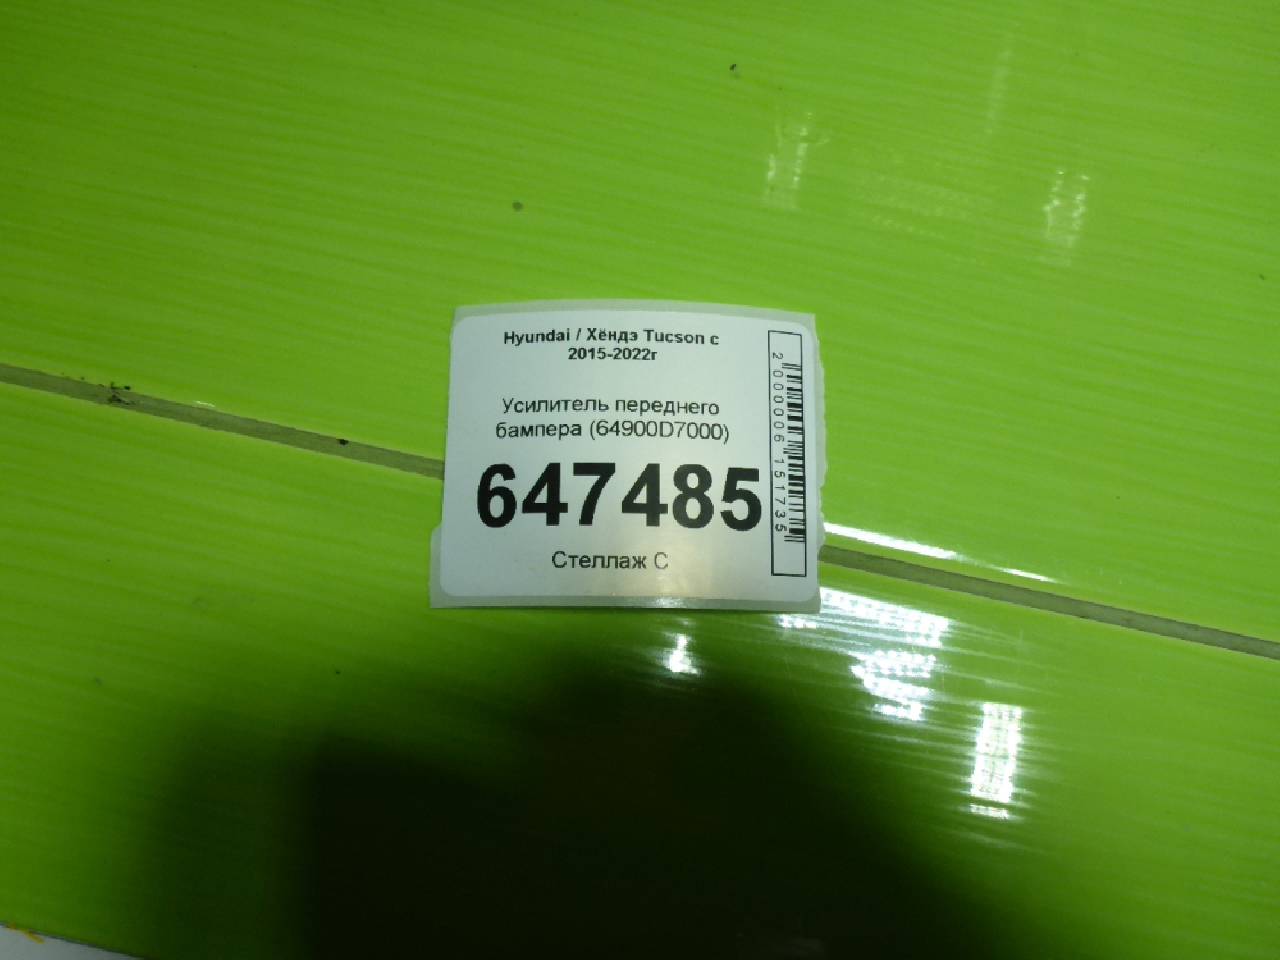 Hyundai / Хёндэ Tucson с
2015-2022г
Усилитель переднего
бампера (64900D7000)
647485
Стеллаж С
2 000006 151735